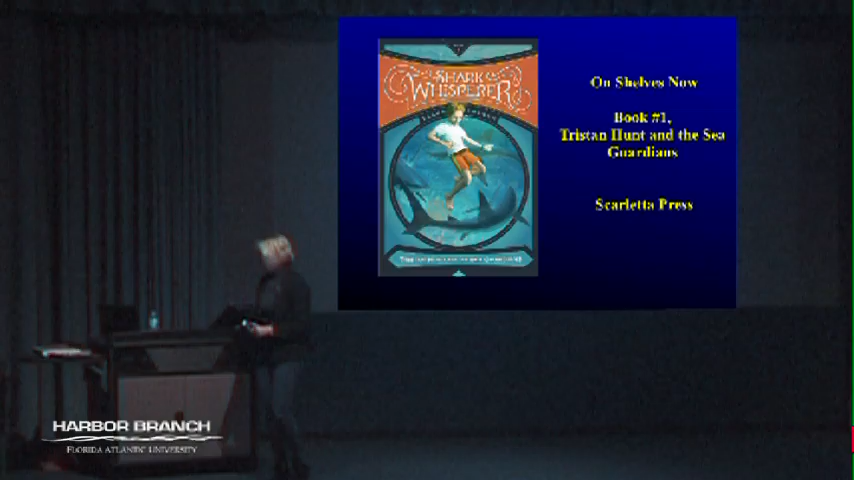 SHARK
WHISPERER
On Shelves Now
Book #1,
Tristan Hunt and the Sea
Guardians
Scarletta Press
HARBOR BRANCH
FLORIDA ATLANTIC UNIVERSITY